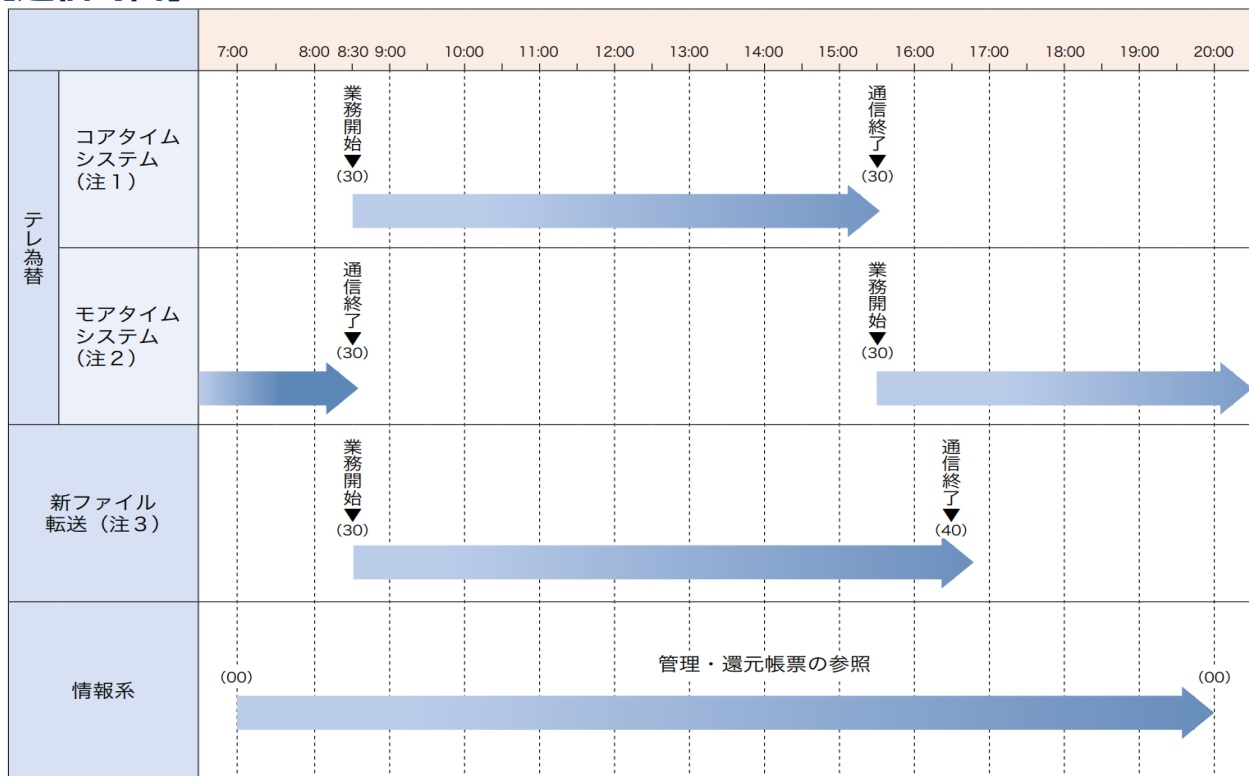 7:00 8:00 8:30 9:00 10:00 11:00 12:00 13:00 14:00 15:00 16:00 17:00 18:00 19:00 20:00
テレ為替
コアタイム
システム
(注1)
業務開始
▼
(30)
通信終了
▼
(30)
モアタイム
システム
(注2)
通信終了
▼
(30)
業務開始
▼
(30)
新ファイル
転送(注3)
業務開始
▼
(30)
通信終了
▼
(40)
情報系
(00)
管理・還元帳票の参照
(00)